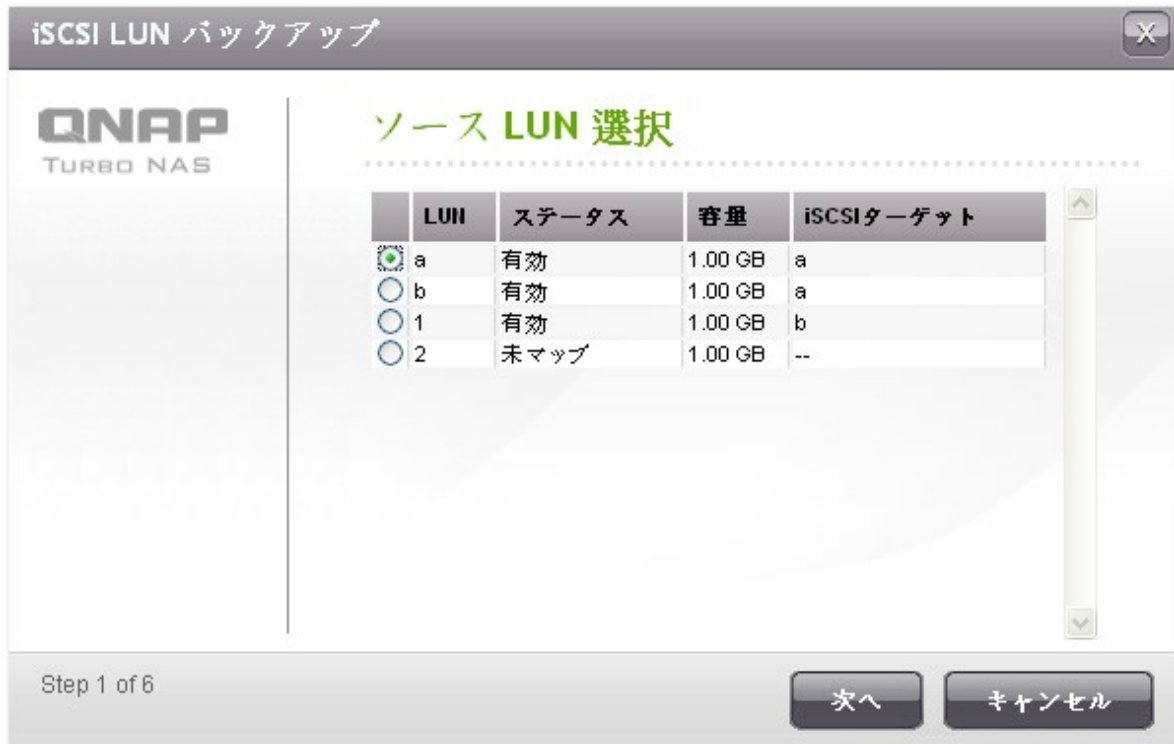 iSCSI LUN バックアップ
X
QNAP
TURBO NAS
ソース LUN 選択
LUN ステータス 容量 iSCSIターゲット
a 有効 1.00 GB a
b 有効 1.00 GB a
1 有効 1.00 GB b
2 未マップ 1.00 GB --
Step 1 of 6
次へ キャンセル